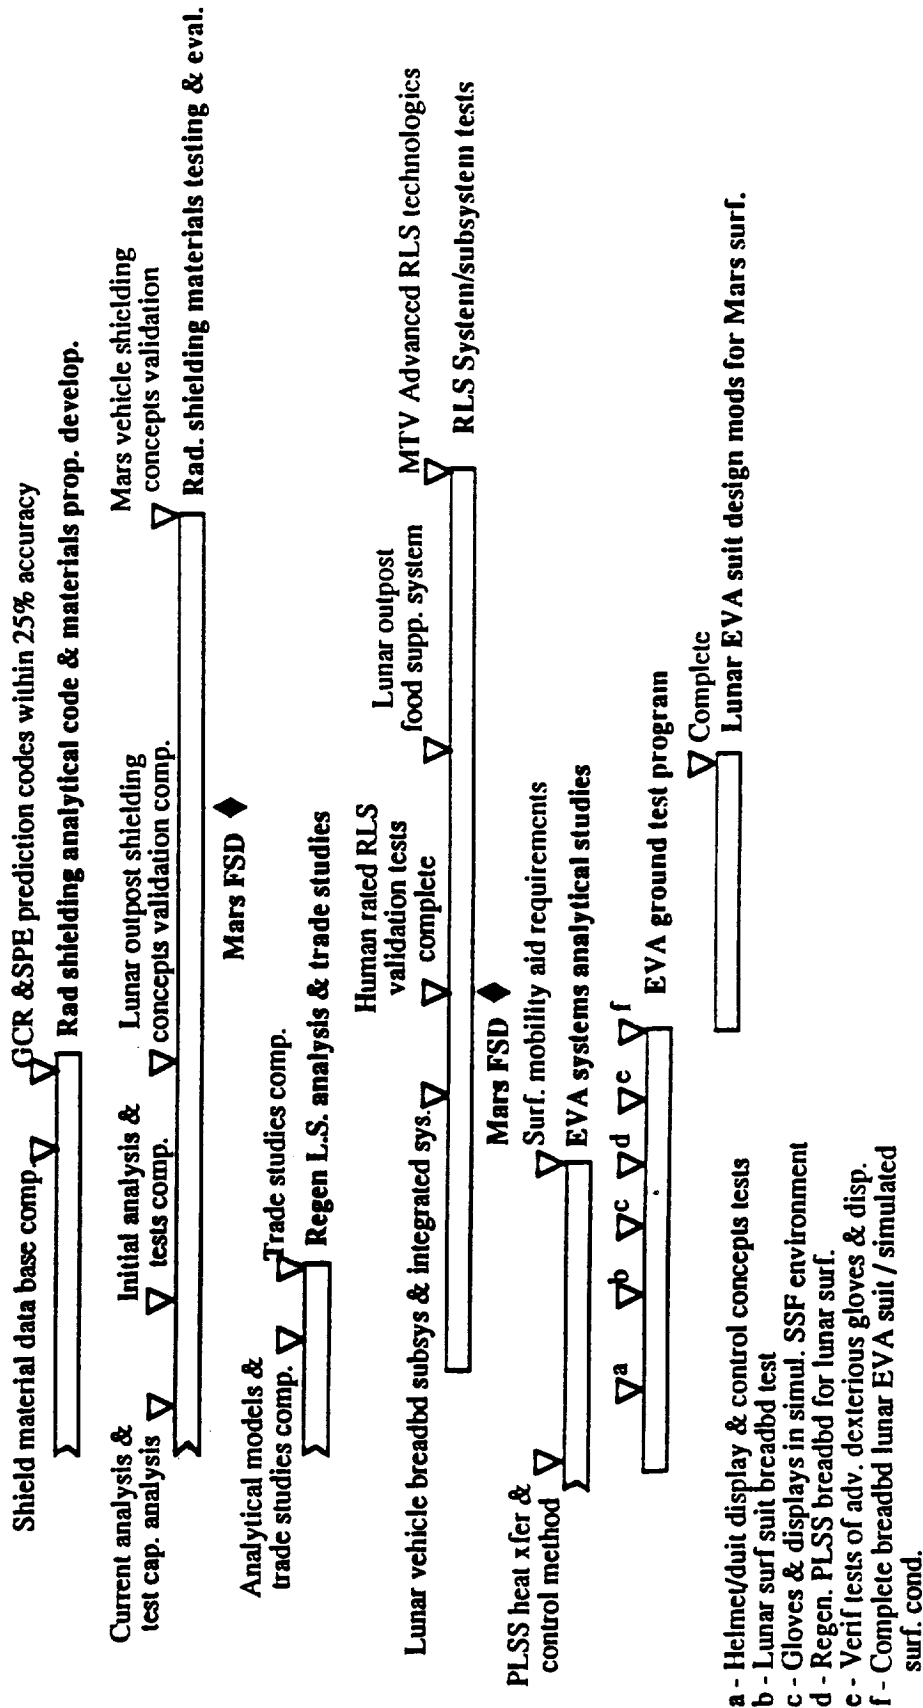 Shield material data base comp.
GCR &SPE prediction codes within 25% accuracy
Rad shielding analytical code & materials prop. develop.
Current analysis &
test cap. analysis
Initial analysis &
tests comp.
Lunar outpost shielding
concepts validation comp.
Mars vehicle shielding
concepts validation
Rad. shielding materials testing & eval.
Mars FSD
Analytical models &
trade studies comp.
Trade studies comp.
Regen L.S. analysis & trade studies
Lunar vehicle breadbd subsys & integrated sys.
Human rated RLS
validation tests
complete
Lunar outpost
food supp. system
MTV Advanced RLS technologies
RLS System/subsystem tests
Mars FSD
PLSS heat xfer &
control method
Surf. mobility aid requirements
EVA systems analytical studies
a
b
c
d
e
f
EVA ground test program
Complete
Lunar EVA suit design mods for Mars surf.
a - Helmet/duit display & control concepts tests
b - Lunar surf suit breadbd test
c - Gloves & displays in simul. SSF environment
d - Regen. PLSS breadbd for lunar surf.
e - Verif tests of adv. dexterious gloves & disp.
f - Complete breadbd lunar EVA suit / simulated
surf. cond.